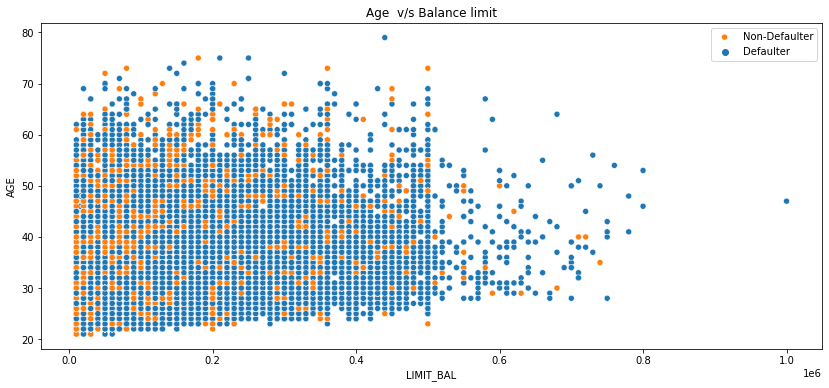 Age  v/s Balance limit
Non-Defaulter
Defaulter
80
70
60
50
40
30
20
AGE
0.0 0.2 0.4 0.6 0.8 1.0
1e6
LIMIT_BAL